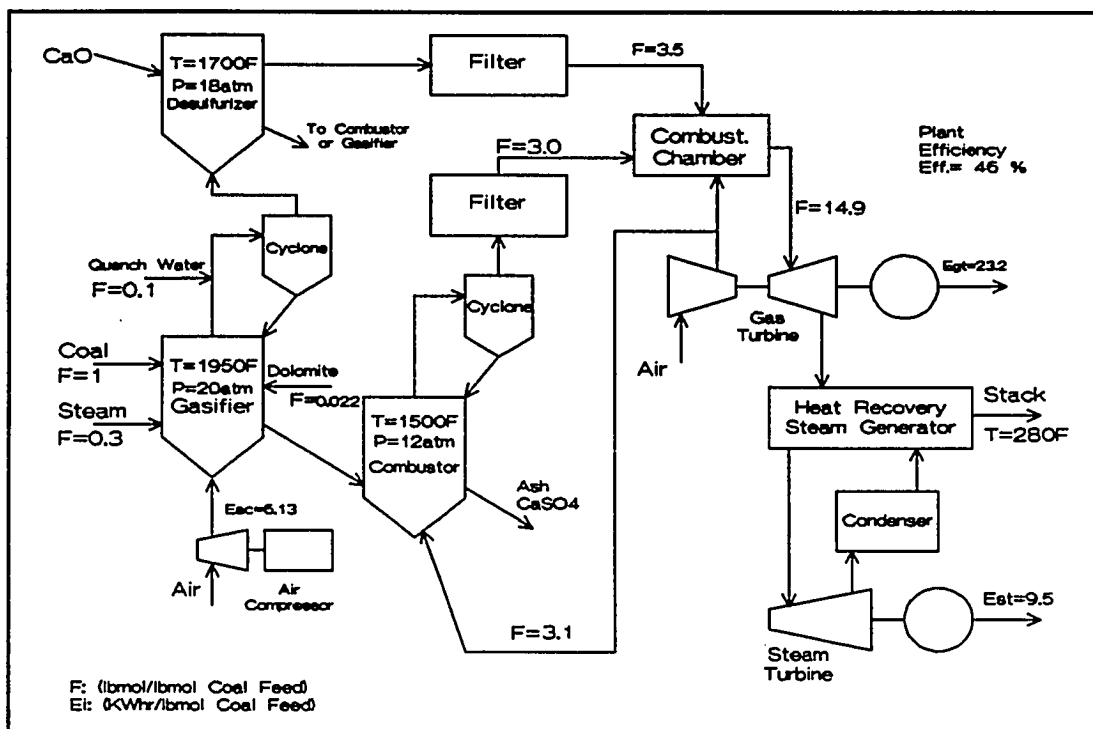 CaO
T=1700F
P=18atm
Desulfurizer
Filter
F=3.5
To Combustor
or Gasifier
Combust.
Chamber
Plant
Efficiency
Eff.= 46 %
F=3.0
Filter
F=14.9
Cyclone
Quench Water
F=0.1
Cyclone
Egt=23.2
Gas
Turbine
Air
Coal
F=1
T=1950F
P=20atm
Gasifier
Dolomite
F=0.022
Steam
F=0.3
T=1500F
P=12atm
Combustor
Heat Recovery
Steam Generator
Stack
T=280F
Ash
CaSO4
Eac=6.13
Condenser
Air
Air
Compressor
F=3.1
Est=9.5
Steam
Turbine
F: (lbmol/lbmol Coal Feed)
Ei: (KWhr/lbmol Coal Feed)